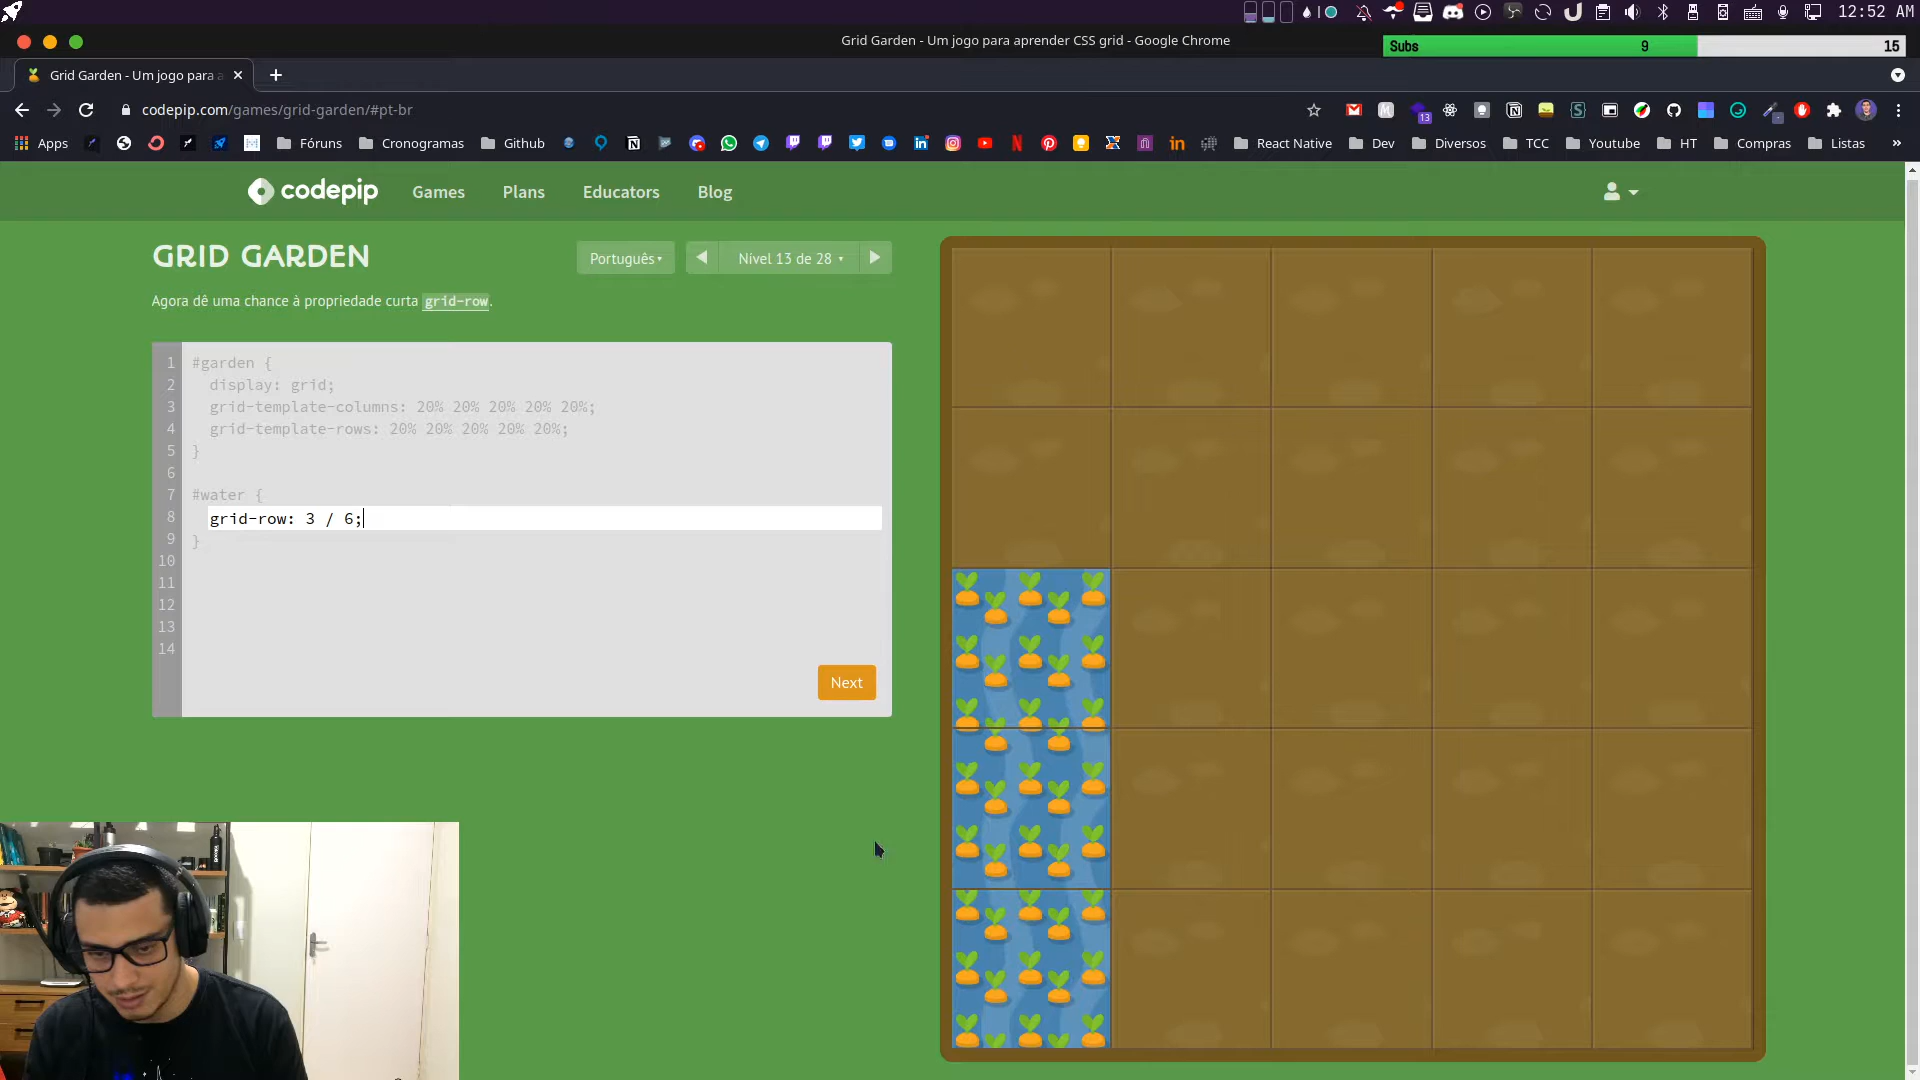 12:52 AM
Grid Garden - Um jogo para aprender CSS grid - Google Chrome
Subs 9 15
Grid Garden - Um jogo para a
codepip.com/games/grid-garden/#pt-br
13
Apps
Fóruns
Cronogramas
Github
React Native
Dev
Diversos
TCC
Youtube
HT
Compras
Listas
»
codepip
Games
Plans
Educators
Blog
GRID GARDEN
Português
Nível 13 de 28
Agora dê uma chance à propriedade curta grid-row.
1 #garden {
2 display: grid;
3 grid-template-columns: 20% 20% 20% 20% 20%;
4 grid-template-rows: 20% 20% 20% 20% 20%;
5 }
6
7 #water {
8 grid-row: 3 / 6;
9 }
10
11
12
13
14
Next